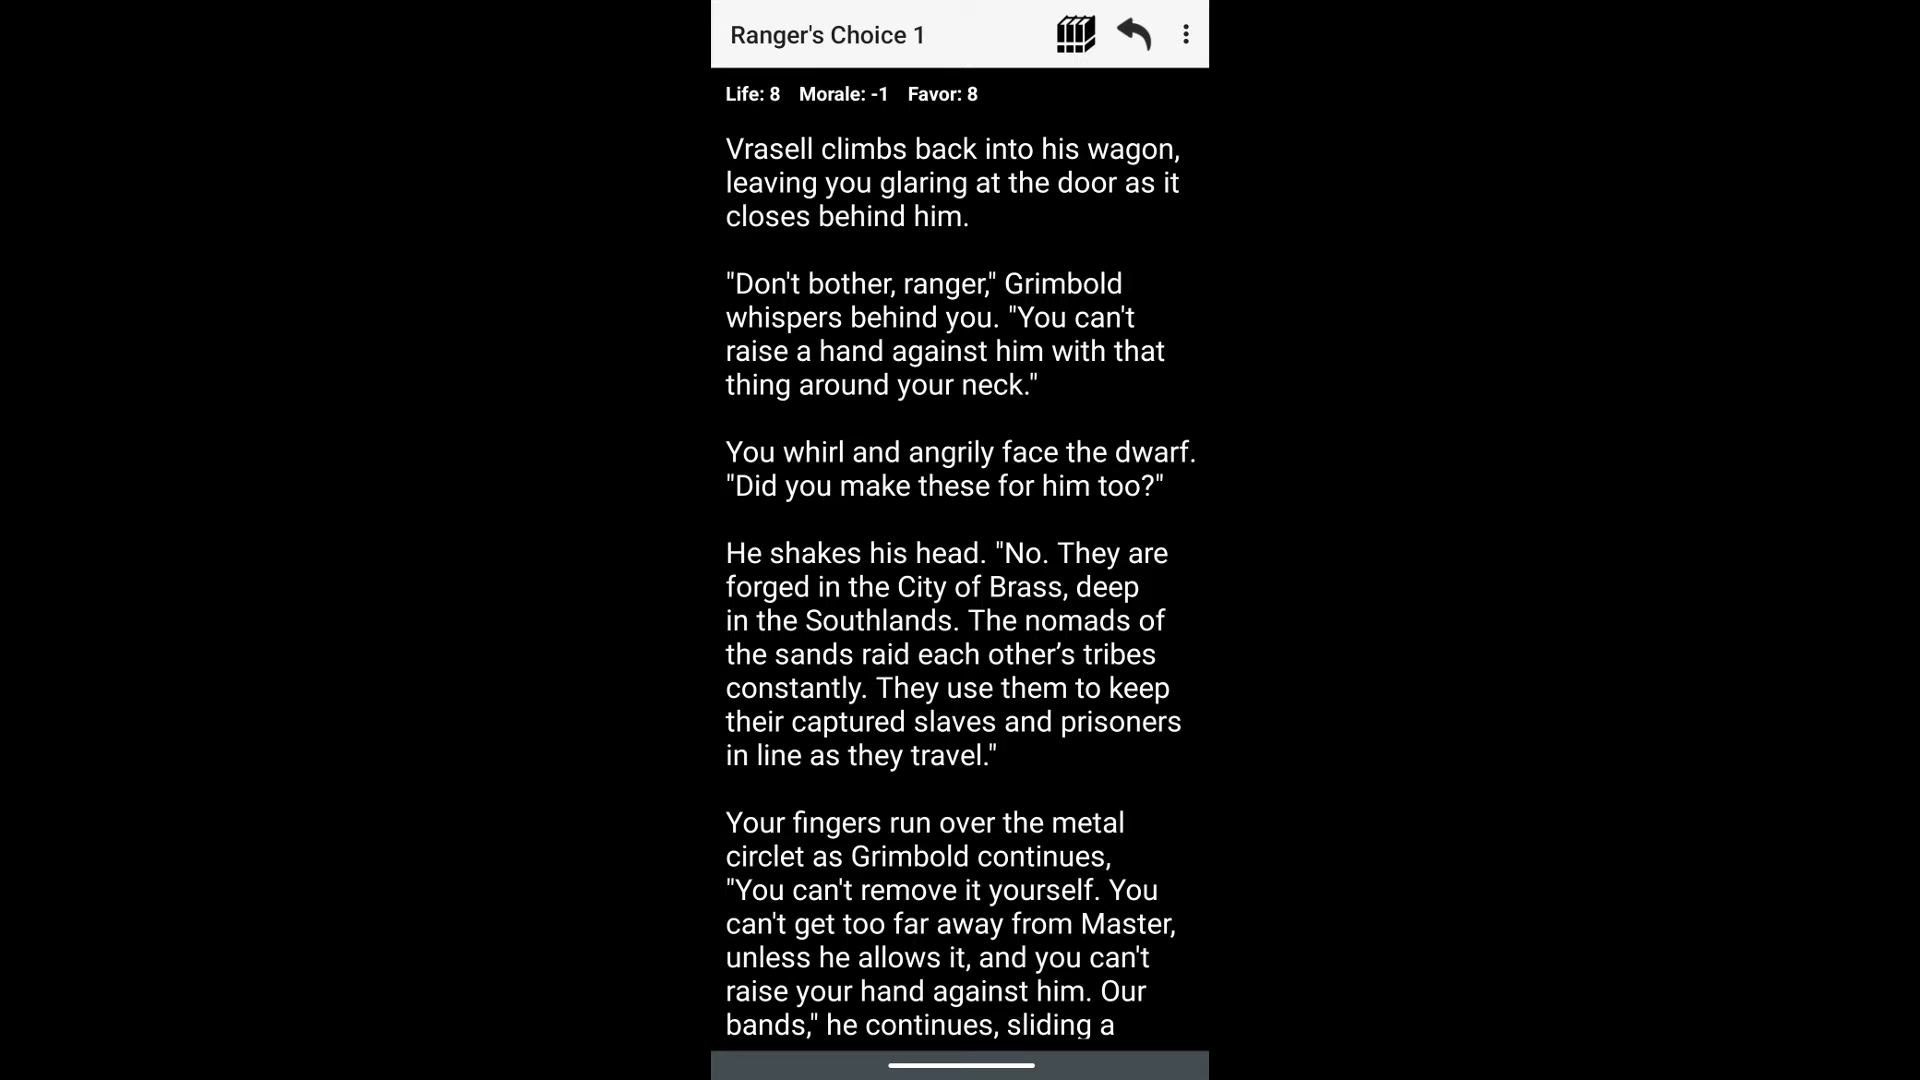 Ranger's Choice 1
Life: 8 Morale: -1 Favor: 8
Vrasell climbs back into his wagon,
leaving you glaring at the door as it
closes behind him.
"Don't bother, ranger," Grimbold
whispers behind you. "You can't
raise a hand against him with that
thing around your neck."
You whirl and angrily face the dwarf.
"Did you make these for him too?"
He shakes his head. "No. They are
forged in the City of Brass, deep
in the Southlands. The nomads of
the sands raid each other’s tribes
constantly. They use them to keep
their captured slaves and prisoners
in line as they travel."
Your fingers run over the metal
circlet as Grimbold continues,
"You can't remove it yourself. You
can't get too far away from Master,
unless he allows it, and you can't
raise your hand against him. Our
bands," he continues, sliding a